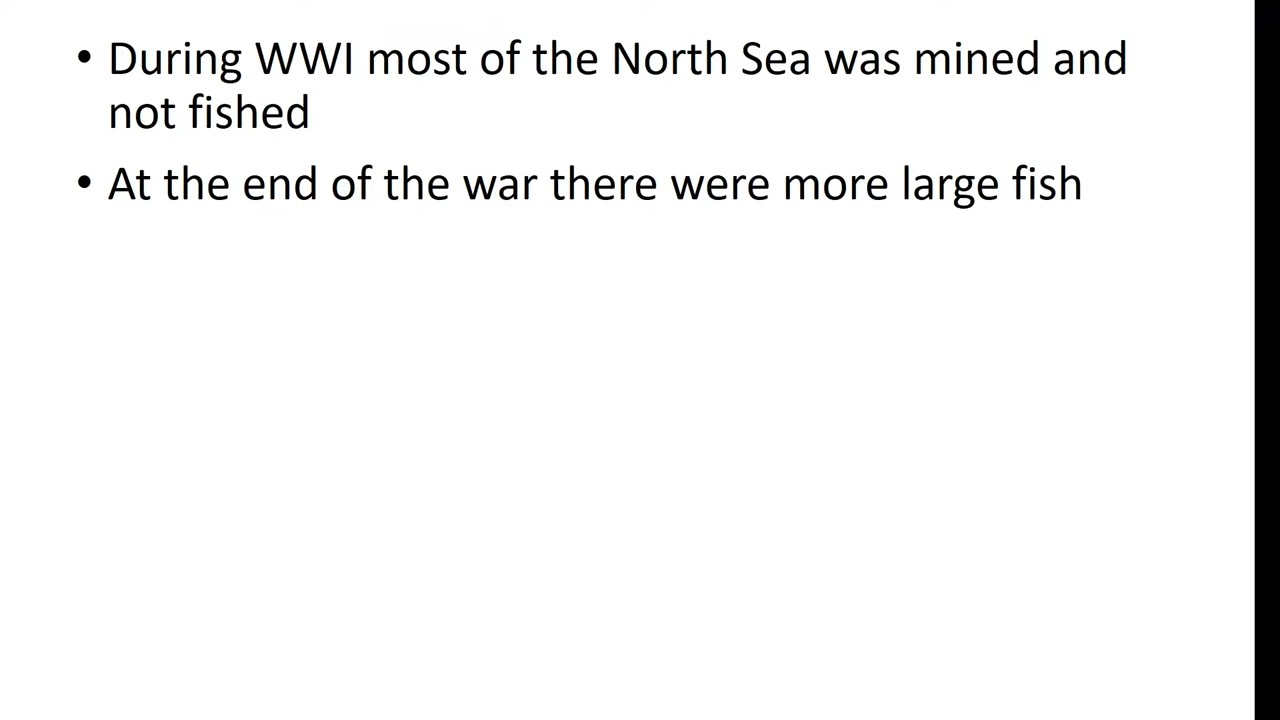 • During WWI most of the North Sea was mined and
not fished
• At the end of the war there were more large fish